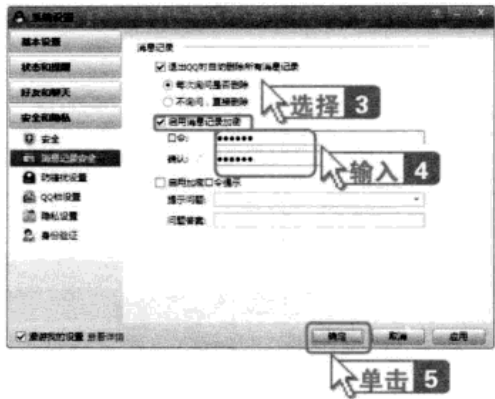 系统设置
基本设置
状态和提醒
好友和聊天
安全和隐私
安全
消息记录安全
防骚扰设置
QQ锁设置
隐私设置
身份验证
消息记录
退出QQ时自动删除所有消息记录
每次询问是否删除
不询问，直接删除
选择 3
启用消息记录加密
口令:
确认:
输入 4
启用加密口令提示
提示问题:
问题答案:
漫游我的设置 查看详细
确定
取消
应用
单击 5